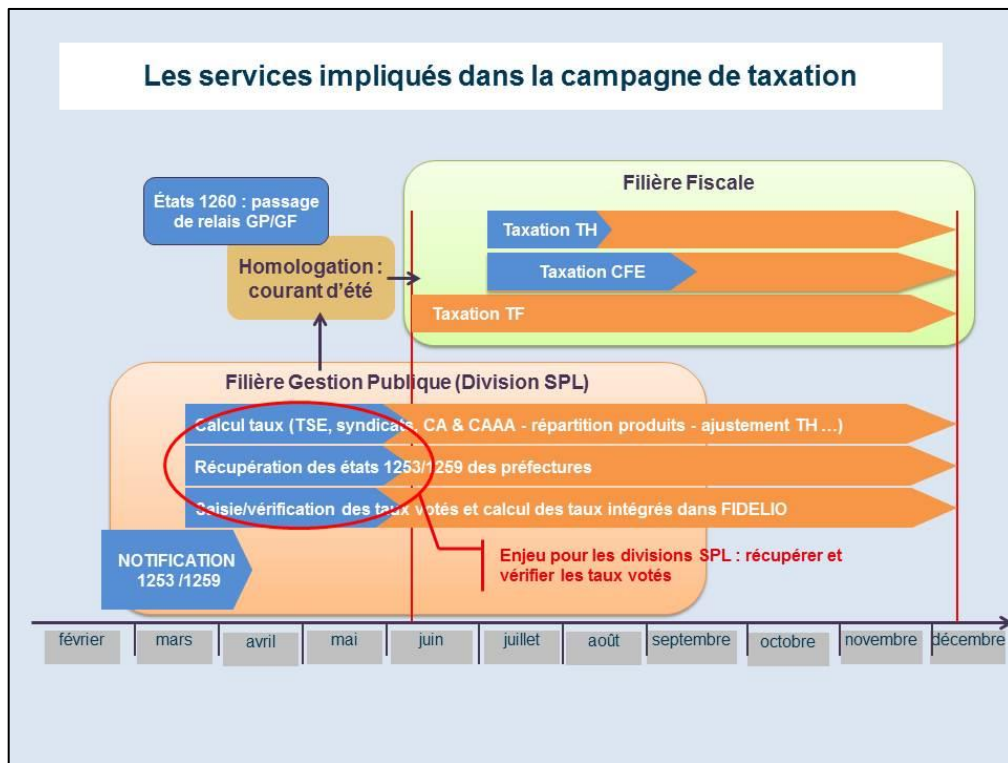 Les services impliqués dans la campagne de taxation
États 1260 : passage
de relais GP/GF
Homologation :
courant d'été
Filière Fiscale
Taxation TH
Taxation CFE
Taxation TF
Filière Gestion Publique (Division SPL)
Calcul taux (TSE, syndicats, CA & CAAA - répartition produits - ajustement TH ...)
Récupération des états 1253/1259 des préfectures
Saisie/vérification des taux votés et calcul des taux intégrés dans FIDELIO
NOTIFICATION
1253 /1259
Enjeu pour les divisions SPL : récupérer et
vérifier les taux votés
février mars avril mai juin juillet août septembre octobre novembre décembre